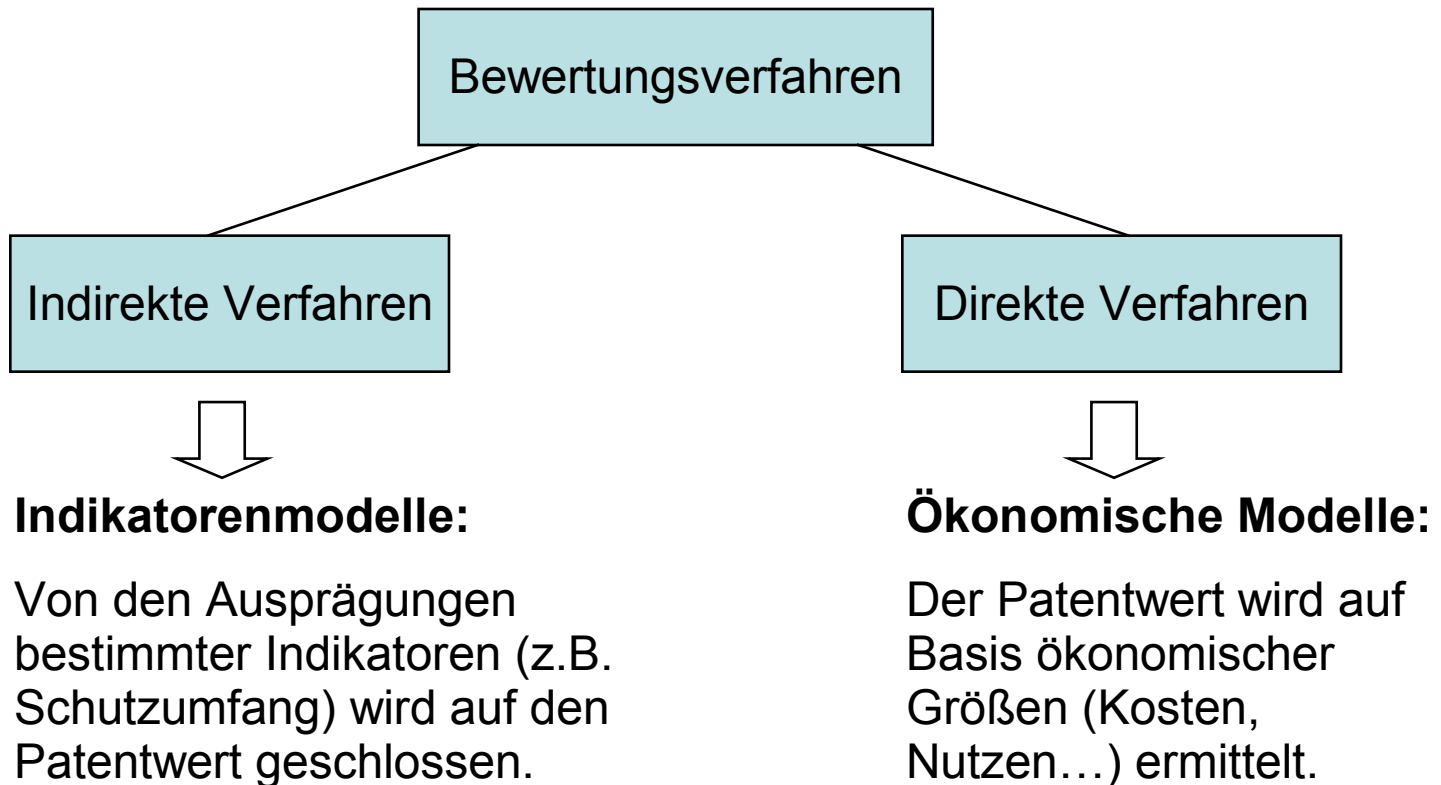 Bewertungsverfahren
Indirekte Verfahren
Direkte Verfahren
Indikatorenmodelle:
Von den Ausprägungen
bestimmter Indikatoren (z.B.
Schutzumfang) wird auf den
Patentwert geschlossen.
Ökonomische Modelle:
Der Patentwert wird auf
Basis ökonomischer
Größen (Kosten,
Nutzen…) ermittelt.